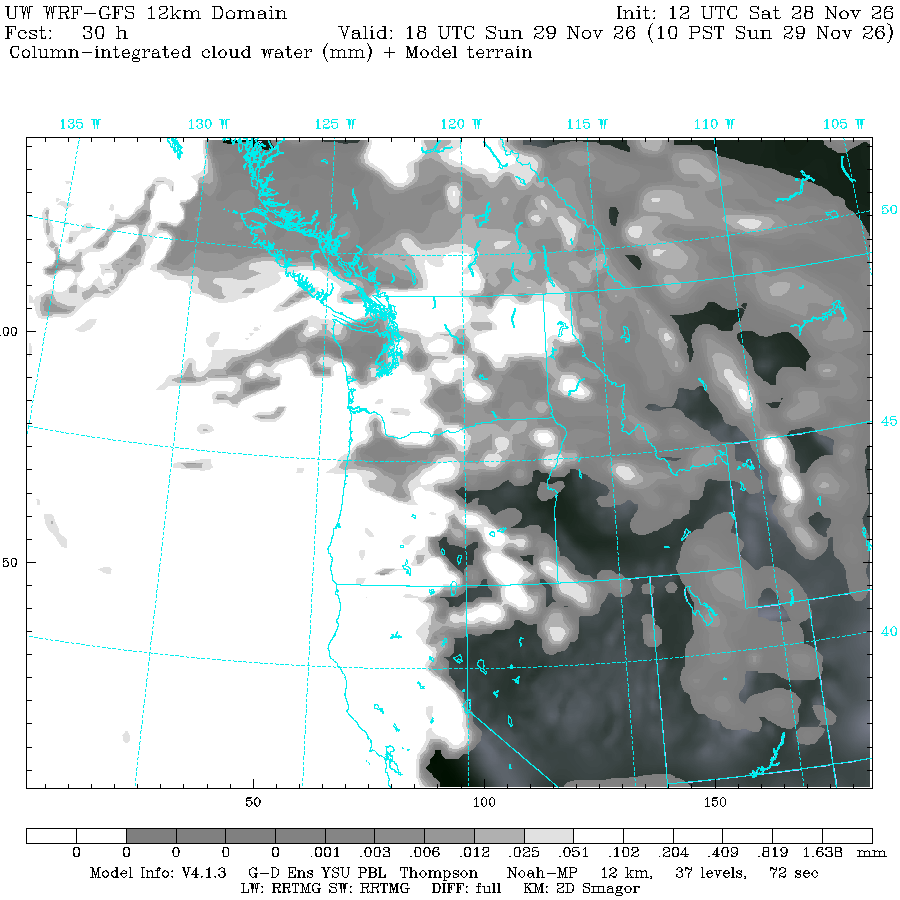 UW WRF-GFS 12km Domain Init: 12 UTC Sat 28 Nov 26
Fcst: 30 h Valid: 18 UTC Sun 29 Nov 26 (10 PST Sun 29 Nov 26)
Column-integrated cloud water (mm) + Model terrain
135 W 130 W 125 W 120 W 115 W 110 W 105 W
50
100
45
50
40
50 100 150
0 0 0 0 .001 .003 .006 .012 .025 .051 .102 .204 .409 .819 1.638 mm
Model Info: V4.1.3 G-D Ens YSU PBL Thompson Noah-MP 12 km, 37 levels, 72 sec
LW: RRTMG SW: RRTMG DIFF: full KM: 2D Smagor